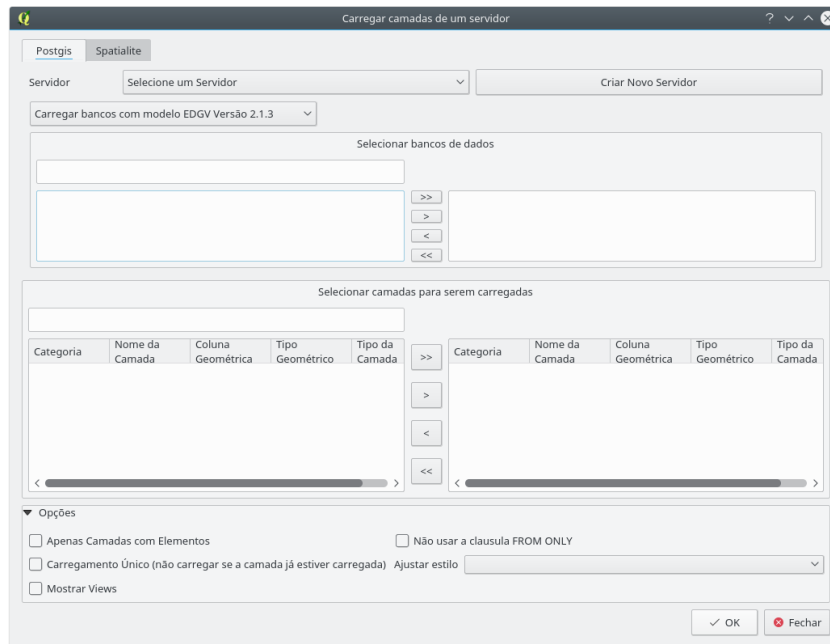 Carregar camadas de um servidor
Postgis Spatialite
Servidor Selecione um Servidor Criar Novo Servidor
Carregar bancos com modelo EDGV Versão 2.1.3
Selecionar bancos de dados
>>
>
<
<<
Selecionar camadas para serem carregadas
Categoria Nome da Camada Coluna Geométrica Tipo Geométrico Tipo da Camada
>>
Categoria Nome da Camada Coluna Geométrica Tipo Geométrico Tipo da Camada
>
<
<<
Opções
Apenas Camadas com Elementos Não usar a clausula FROM ONLY
Carregamento Único (não carregar se a camada já estiver carregada) Ajustar estilo
Mostrar Views
OK Fechar